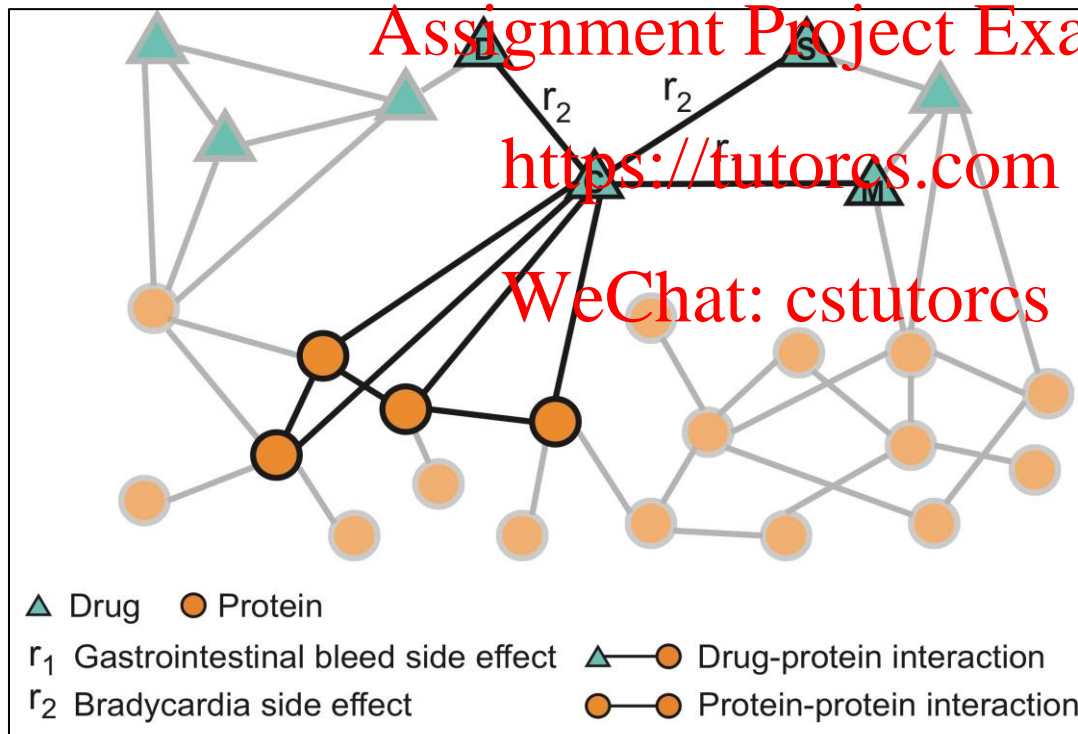 Assignment Project Exa
D
S
r2
r2
https://tutorcs.com
C
M
WeChat: cstutorcs
Drug
Protein
r1 Gastrointestinal bleed side effect
Drug-protein interaction
r2 Bradycardia side effect
Protein-protein interaction